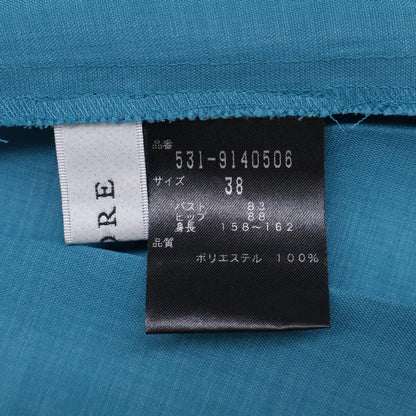 品番
531-9140506
サイズ
38
バスト 83
ヒップ 88
身長 158~162
品質
ポリエステル 100%
ORE